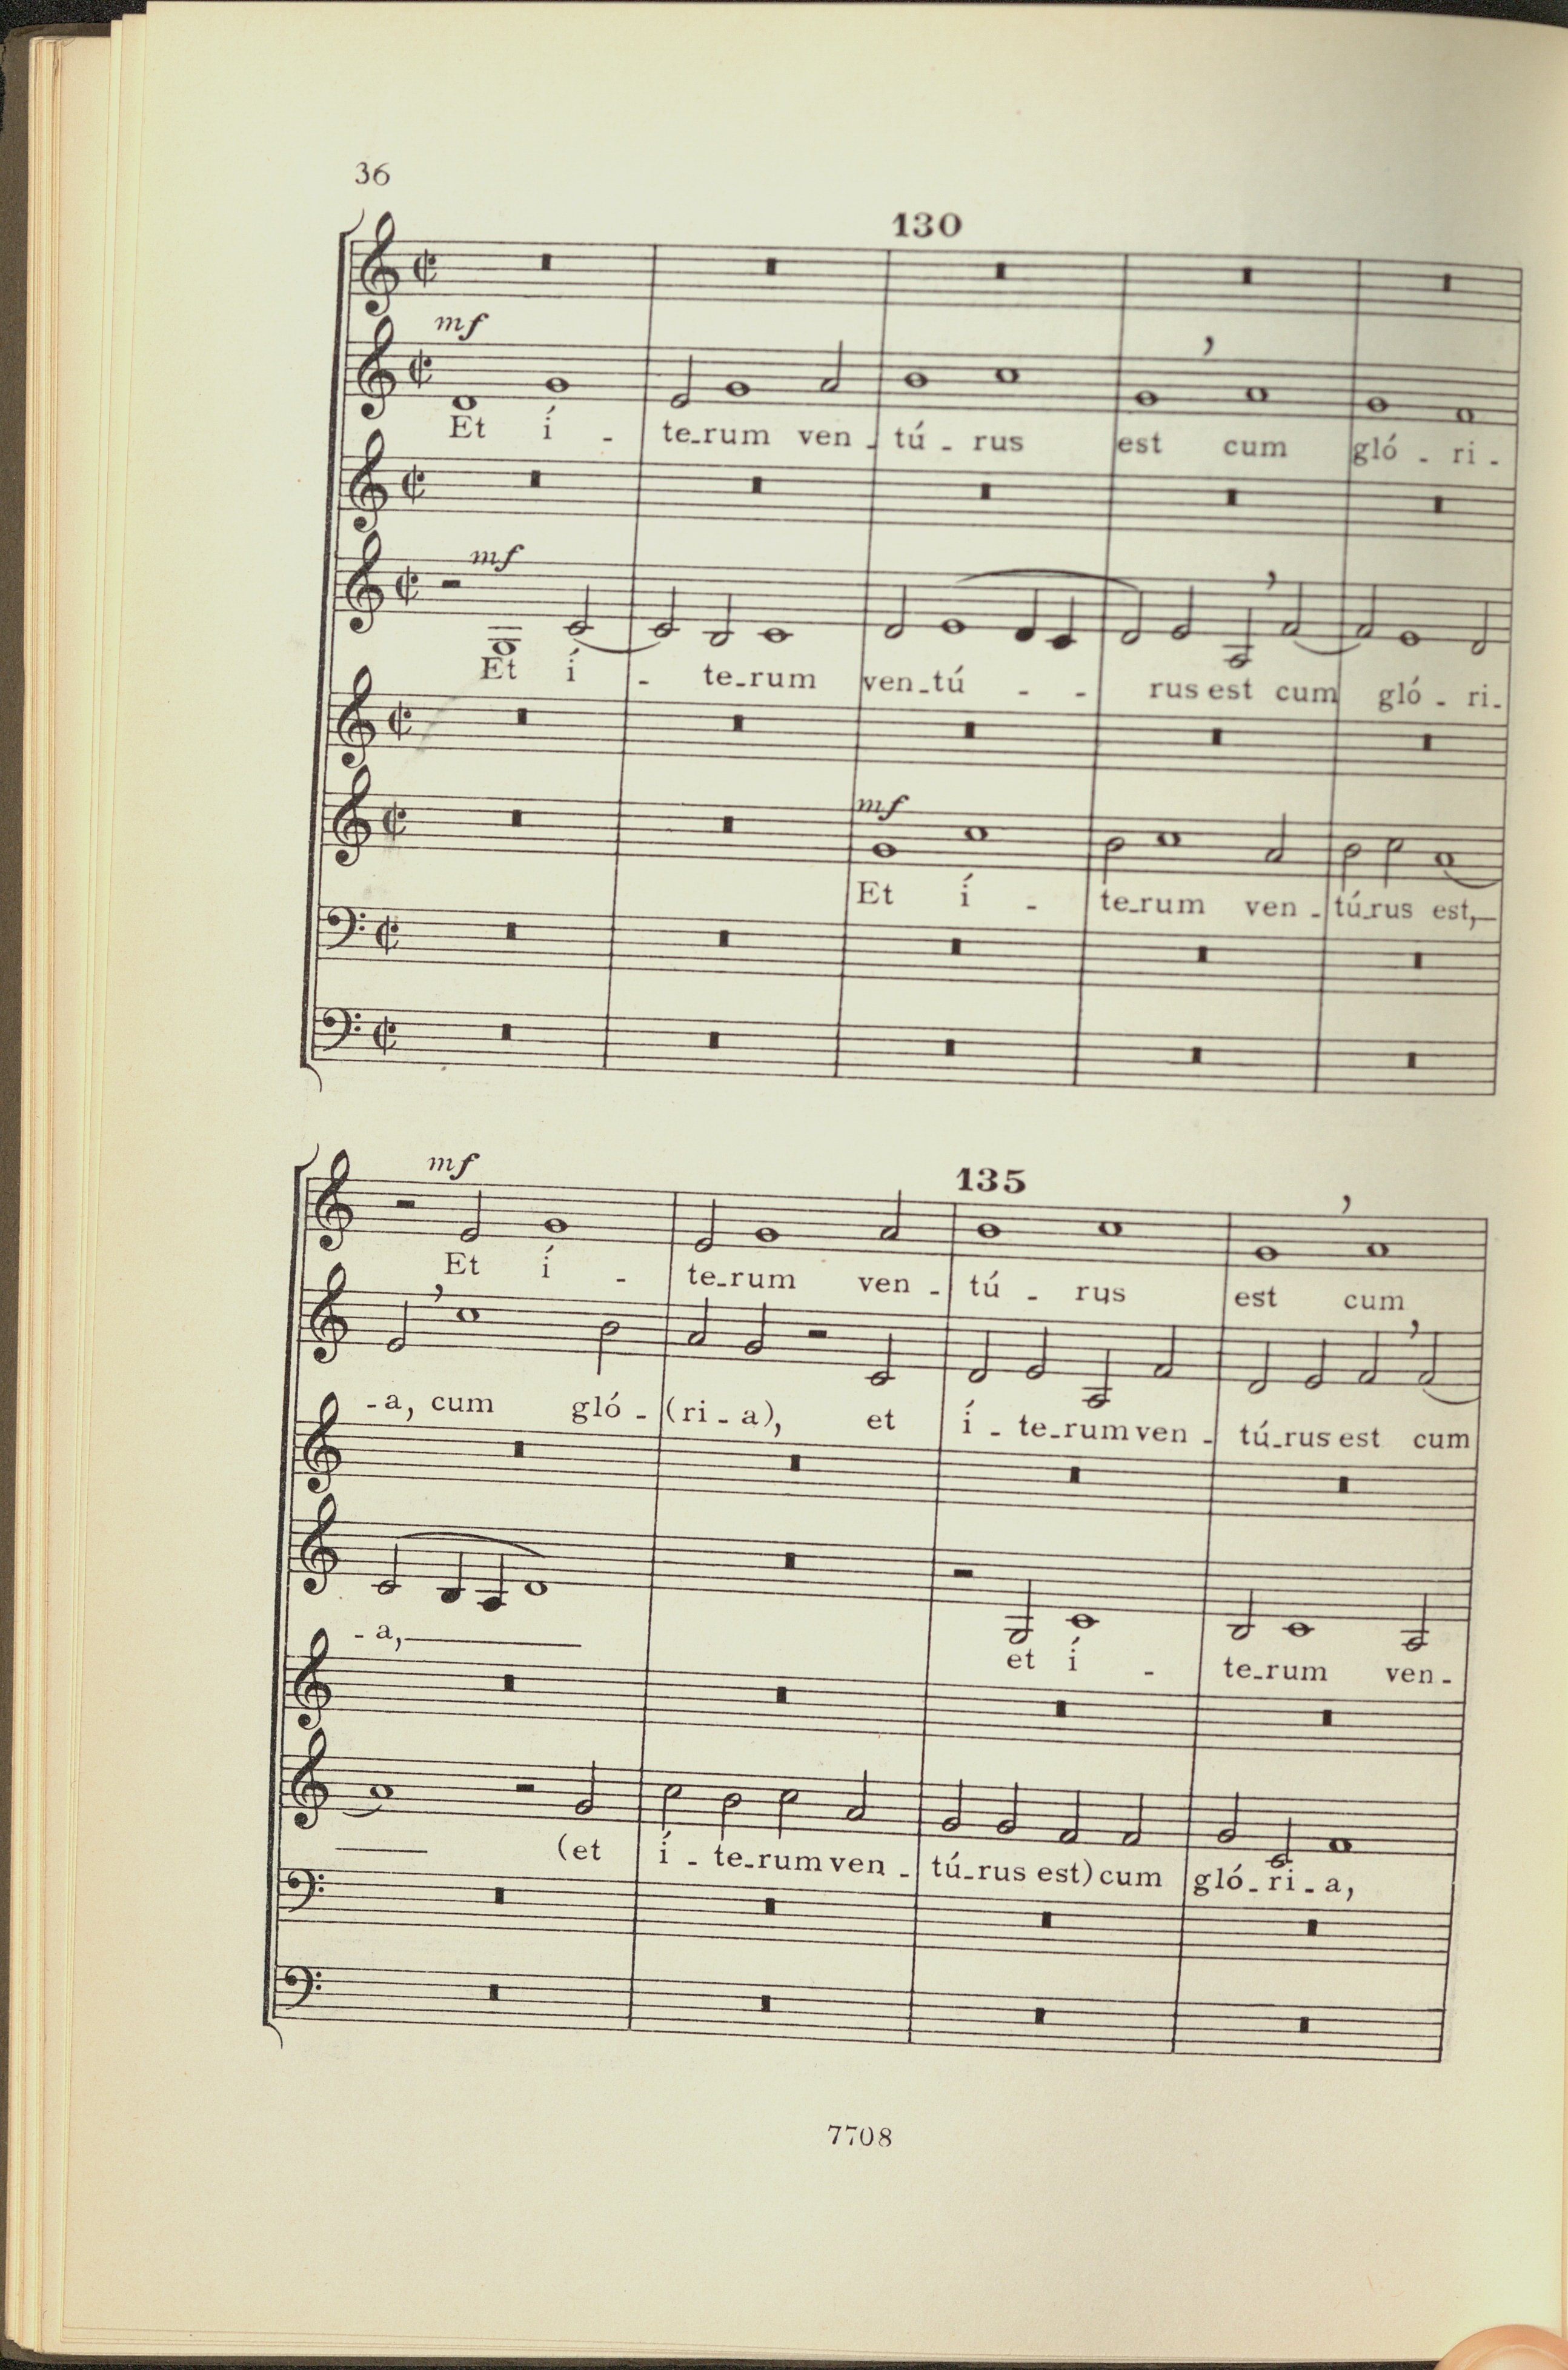 36
130
mf
Et í - te-rum ven - tú - rus est cum gló - ri -
mf
Et í - te-rum ven-tú - - rus est cum gló - ri-
mf
Et í - te-rum ven - tú-rus est,
mf
135
Et í - te-rum ven - tú - rus est cum
-a, cum gló - (ri - a), et í - te-rum ven - tú-rus est cum
-a, et í - te-rum ven-
(et í - te-rum ven - tú-rus est) cum gló - ri - a,
7708